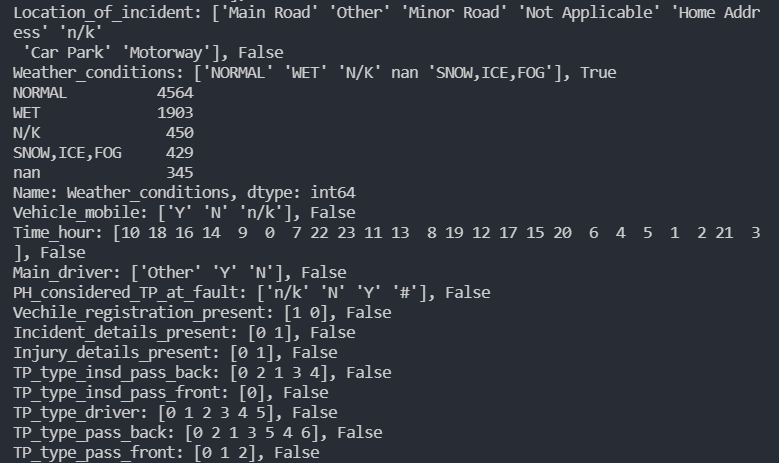 Location_of_incident: ['Main Road' 'Other' 'Minor Road' 'Not Applicable' 'Home Addr
ess' 'n/k'
 'Car Park' 'Motorway'], False
Weather_conditions: ['NORMAL' 'WET' 'N/K' nan 'SNOW,ICE,FOG'], True
NORMAL          4564
WET             1903
N/K              450
SNOW,ICE,FOG     429
nan              345
Name: Weather_conditions, dtype: int64
Vehicle_mobile: ['Y' 'N' 'n/k'], False
Time_hour: [10 18 16 14  9  0  7 22 23 11 13  8 19 12 17 15 20  6  4  5  1  2 21  3
], False
Main_driver: ['Other' 'Y' 'N'], False
PH_considered_TP_at_fault: ['n/k' 'N' 'Y' '#'], False
Vechile_registration_present: [1 0], False
Incident_details_present: [0 1], False
Injury_details_present: [0 1], False
TP_type_insd_pass_back: [0 2 1 3 4], False
TP_type_insd_pass_front: [0], False
TP_type_driver: [0 1 2 3 4 5], False
TP_type_pass_back: [0 2 1 3 5 4 6], False
TP_type_pass_front: [0 1 2], False